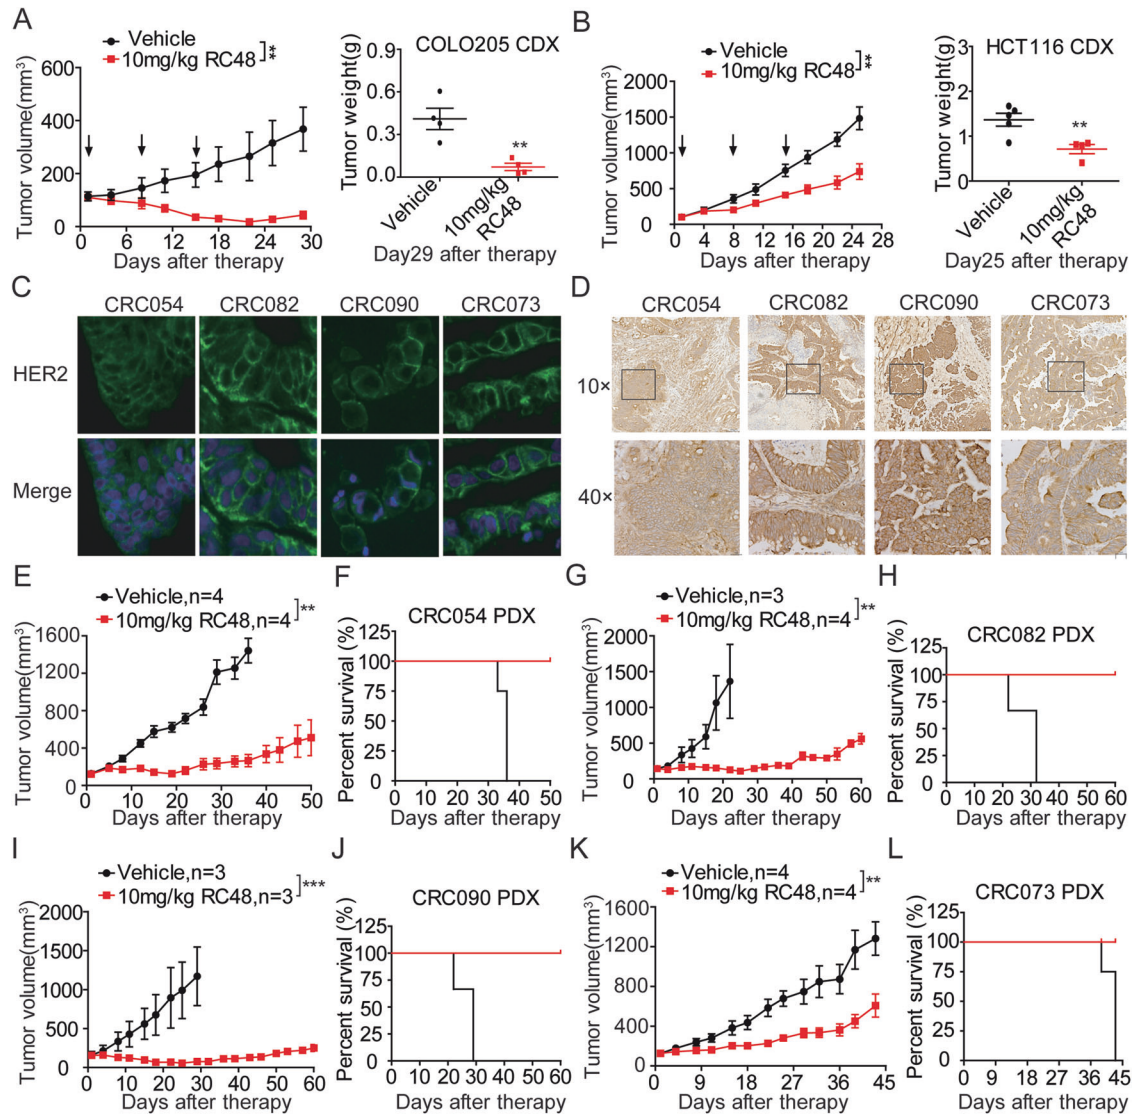 A
Vehicle
10mg/kg RC48
**
Tumor volume(mm3)
600
400
200
0
0 6 12 18 24 30
Days after therapy
COLO205 CDX
Tumor weight(g)
0.9
0.6
0.3
0.0
**
Vehicle
10mg/kg
RC48
Day29 after therapy
B
Vehicle
10mg/kg RC48
**
Tumor volume(mm3)
2000
1500
1000
500
0
0 4 8 12 16 20 24 28
Days after therapy
HCT116 CDX
Tumor weight(g)
3
2
1
0
**
Vehicle
10mg/kg
RC48
Day25 after therapy
C
CRC054 CRC082 CRC090 CRC073
HER2
Merge
D
CRC054 CRC082 CRC090 CRC073
10×
40×
E
Vehicle,n=4
10mg/kg RC48,n=4
**
Tumor volume(mm3)
1600
1200
800
400
0
0 10 20 30 40 50
Days after therapy
F
CRC054 PDX
Percent survival (%)
125
100
75
50
25
0
0 10 20 30 40 50
Days after therapy
G
Vehicle,n=3
10mg/kg RC48,n=4
**
Tumor volume(mm3)
2000
1500
1000
500
0
0 10 20 30 40 50 60
Days after therapy
H
CRC082 PDX
Percent survival (%)
125
100
75
50
25
0
0 10 20 30 40 50 60
Days after therapy
I
Vehicle,n=3
10mg/kg RC48,n=3
***
Tumor volume(mm3)
2000
1500
1000
500
0
0 10 20 30 40 50 60
Days after therapy
J
CRC090 PDX
Percent survival (%)
125
100
75
50
25
0
0 10 20 30 40 50 60
Days after therapy
K
Vehicle,n=4
10mg/kg RC48,n=4
**
Tumor volume(mm3)
1600
1200
800
400
0
0 9 18 27 36 45
Days after therapy
L
CRC073 PDX
Percent survival (%)
125
100
75
50
25
0
0 9 18 27 36 45
Days after therapy